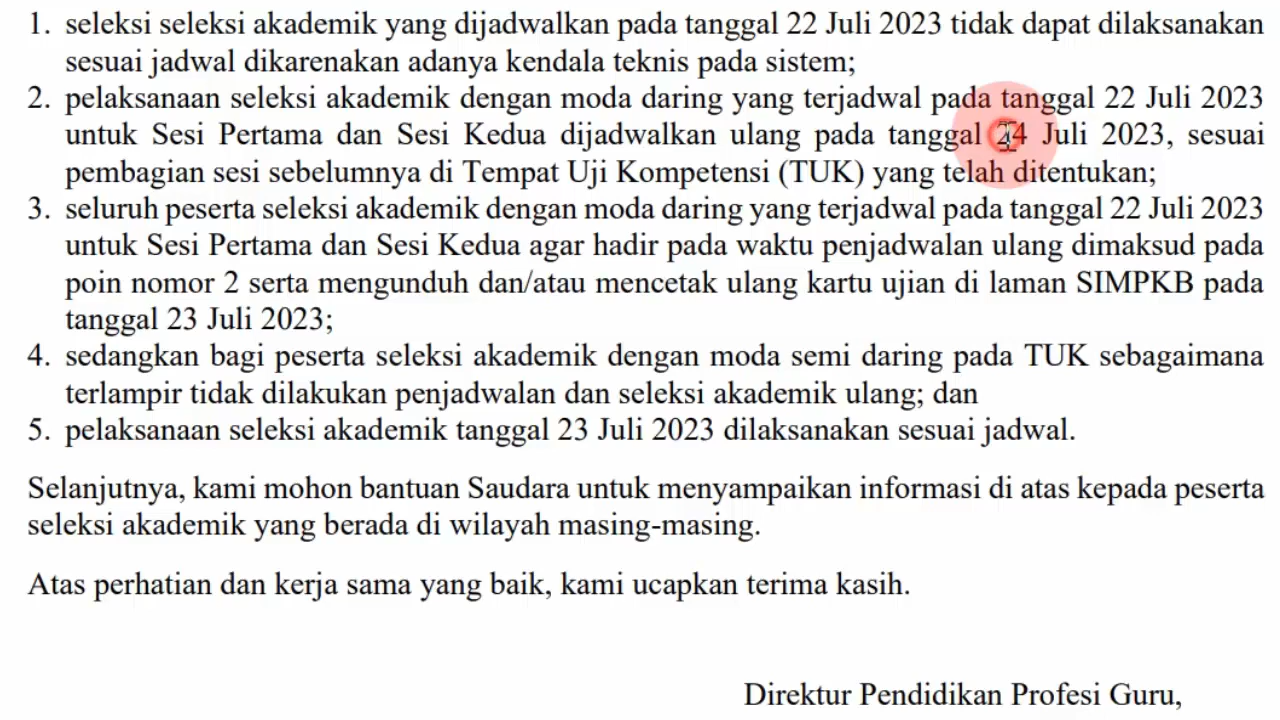 1. seleksi seleksi akademik yang dijadwalkan pada tanggal 22 Juli 2023 tidak dapat dilaksanakan
sesuai jadwal dikarenakan adanya kendala teknis pada sistem;
2. pelaksanaan seleksi akademik dengan moda daring yang terjadwal pada tanggal 22 Juli 2023
untuk Sesi Pertama dan Sesi Kedua dijadwalkan ulang pada tanggal 24 Juli 2023, sesuai
pembagian sesi sebelumnya di Tempat Uji Kompetensi (TUK) yang telah ditentukan;
3. seluruh peserta seleksi akademik dengan moda daring yang terjadwal pada tanggal 22 Juli 2023
untuk Sesi Pertama dan Sesi Kedua agar hadir pada waktu penjadwalan ulang dimaksud pada
poin nomor 2 serta mengunduh dan/atau mencetak ulang kartu ujian di laman SIMPKB pada
tanggal 23 Juli 2023;
4. sedangkan bagi peserta seleksi akademik dengan moda semi daring pada TUK sebagaimana
terlampir tidak dilakukan penjadwalan dan seleksi akademik ulang; dan
5. pelaksanaan seleksi akademik tanggal 23 Juli 2023 dilaksanakan sesuai jadwal.
Selanjutnya, kami mohon bantuan Saudara untuk menyampaikan informasi di atas kepada peserta
seleksi akademik yang berada di wilayah masing-masing.
Atas perhatian dan kerja sama yang baik, kami ucapkan terima kasih.
Direktur Pendidikan Profesi Guru,